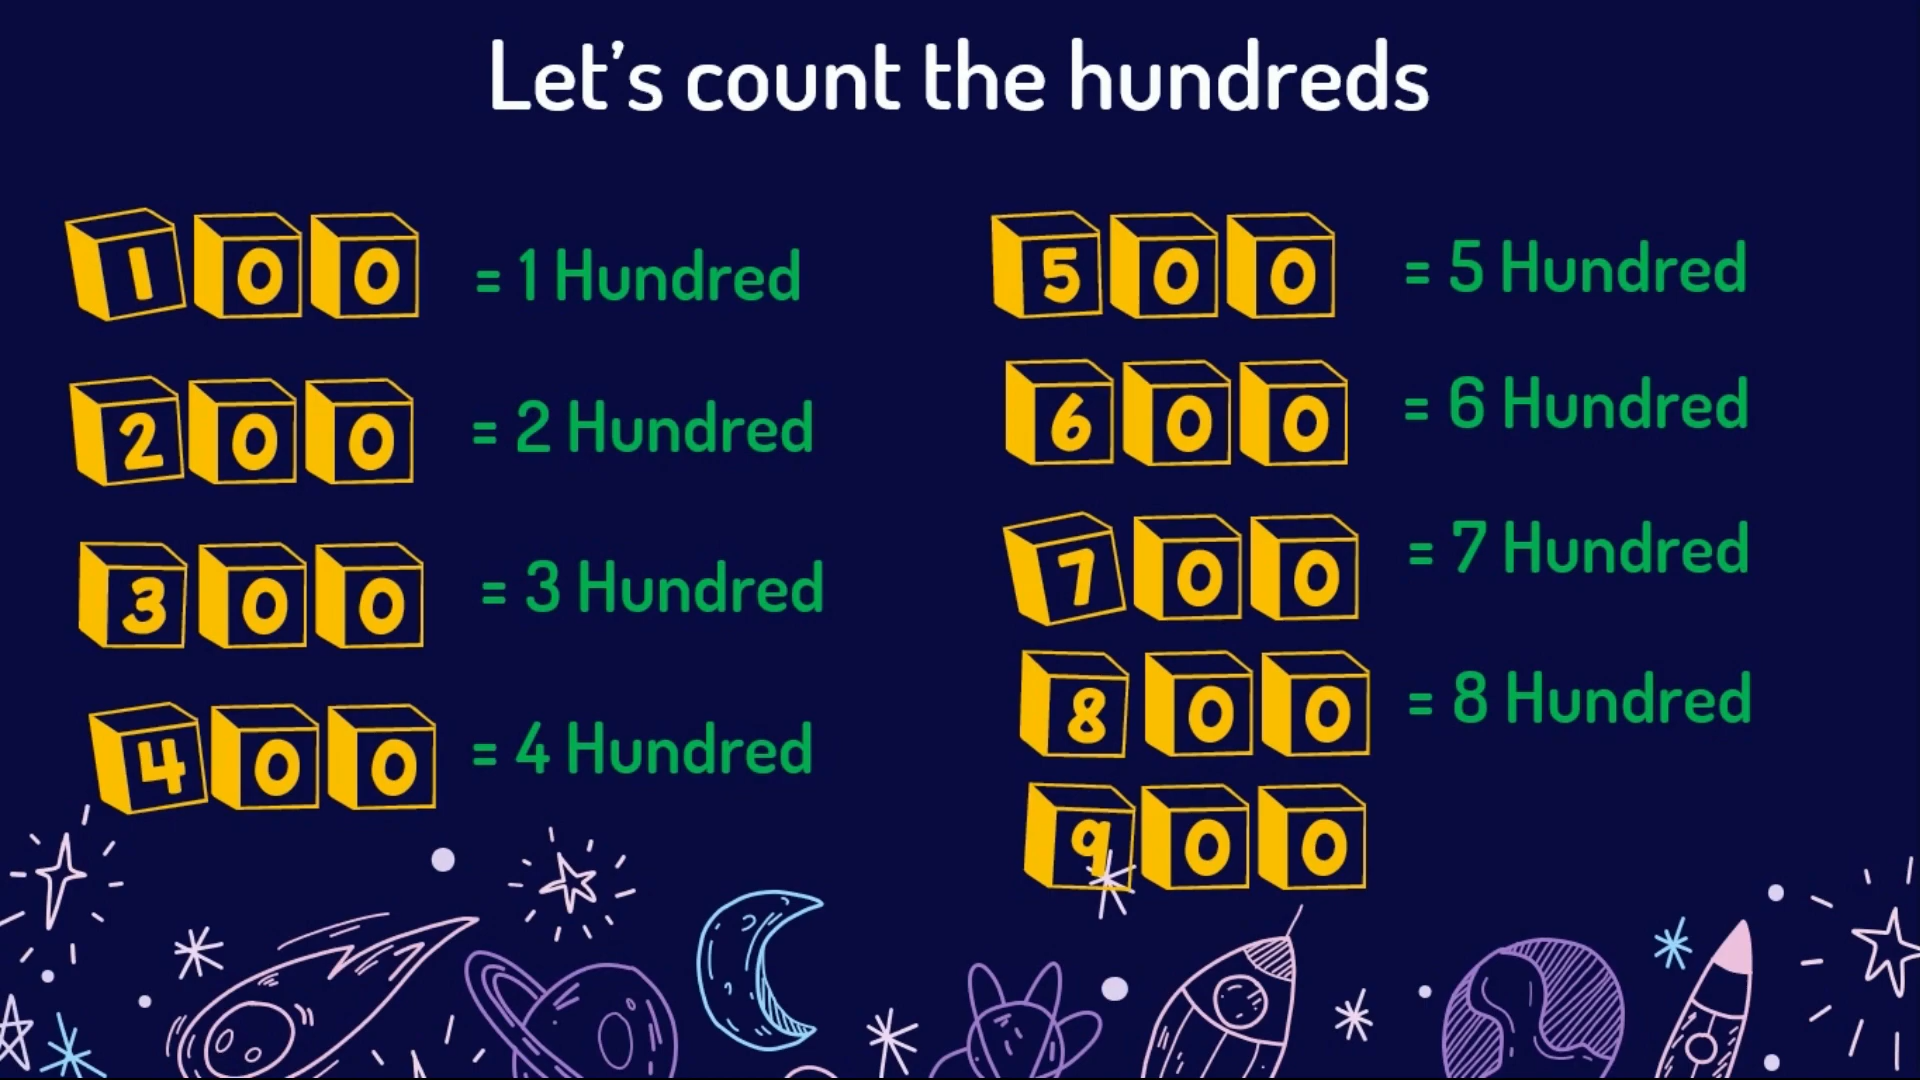 Let's count the hundreds
100 = 1 Hundred
200 = 2 Hundred
300 = 3 Hundred
400 = 4 Hundred
500 = 5 Hundred
600 = 6 Hundred
700 = 7 Hundred
800 = 8 Hundred
900